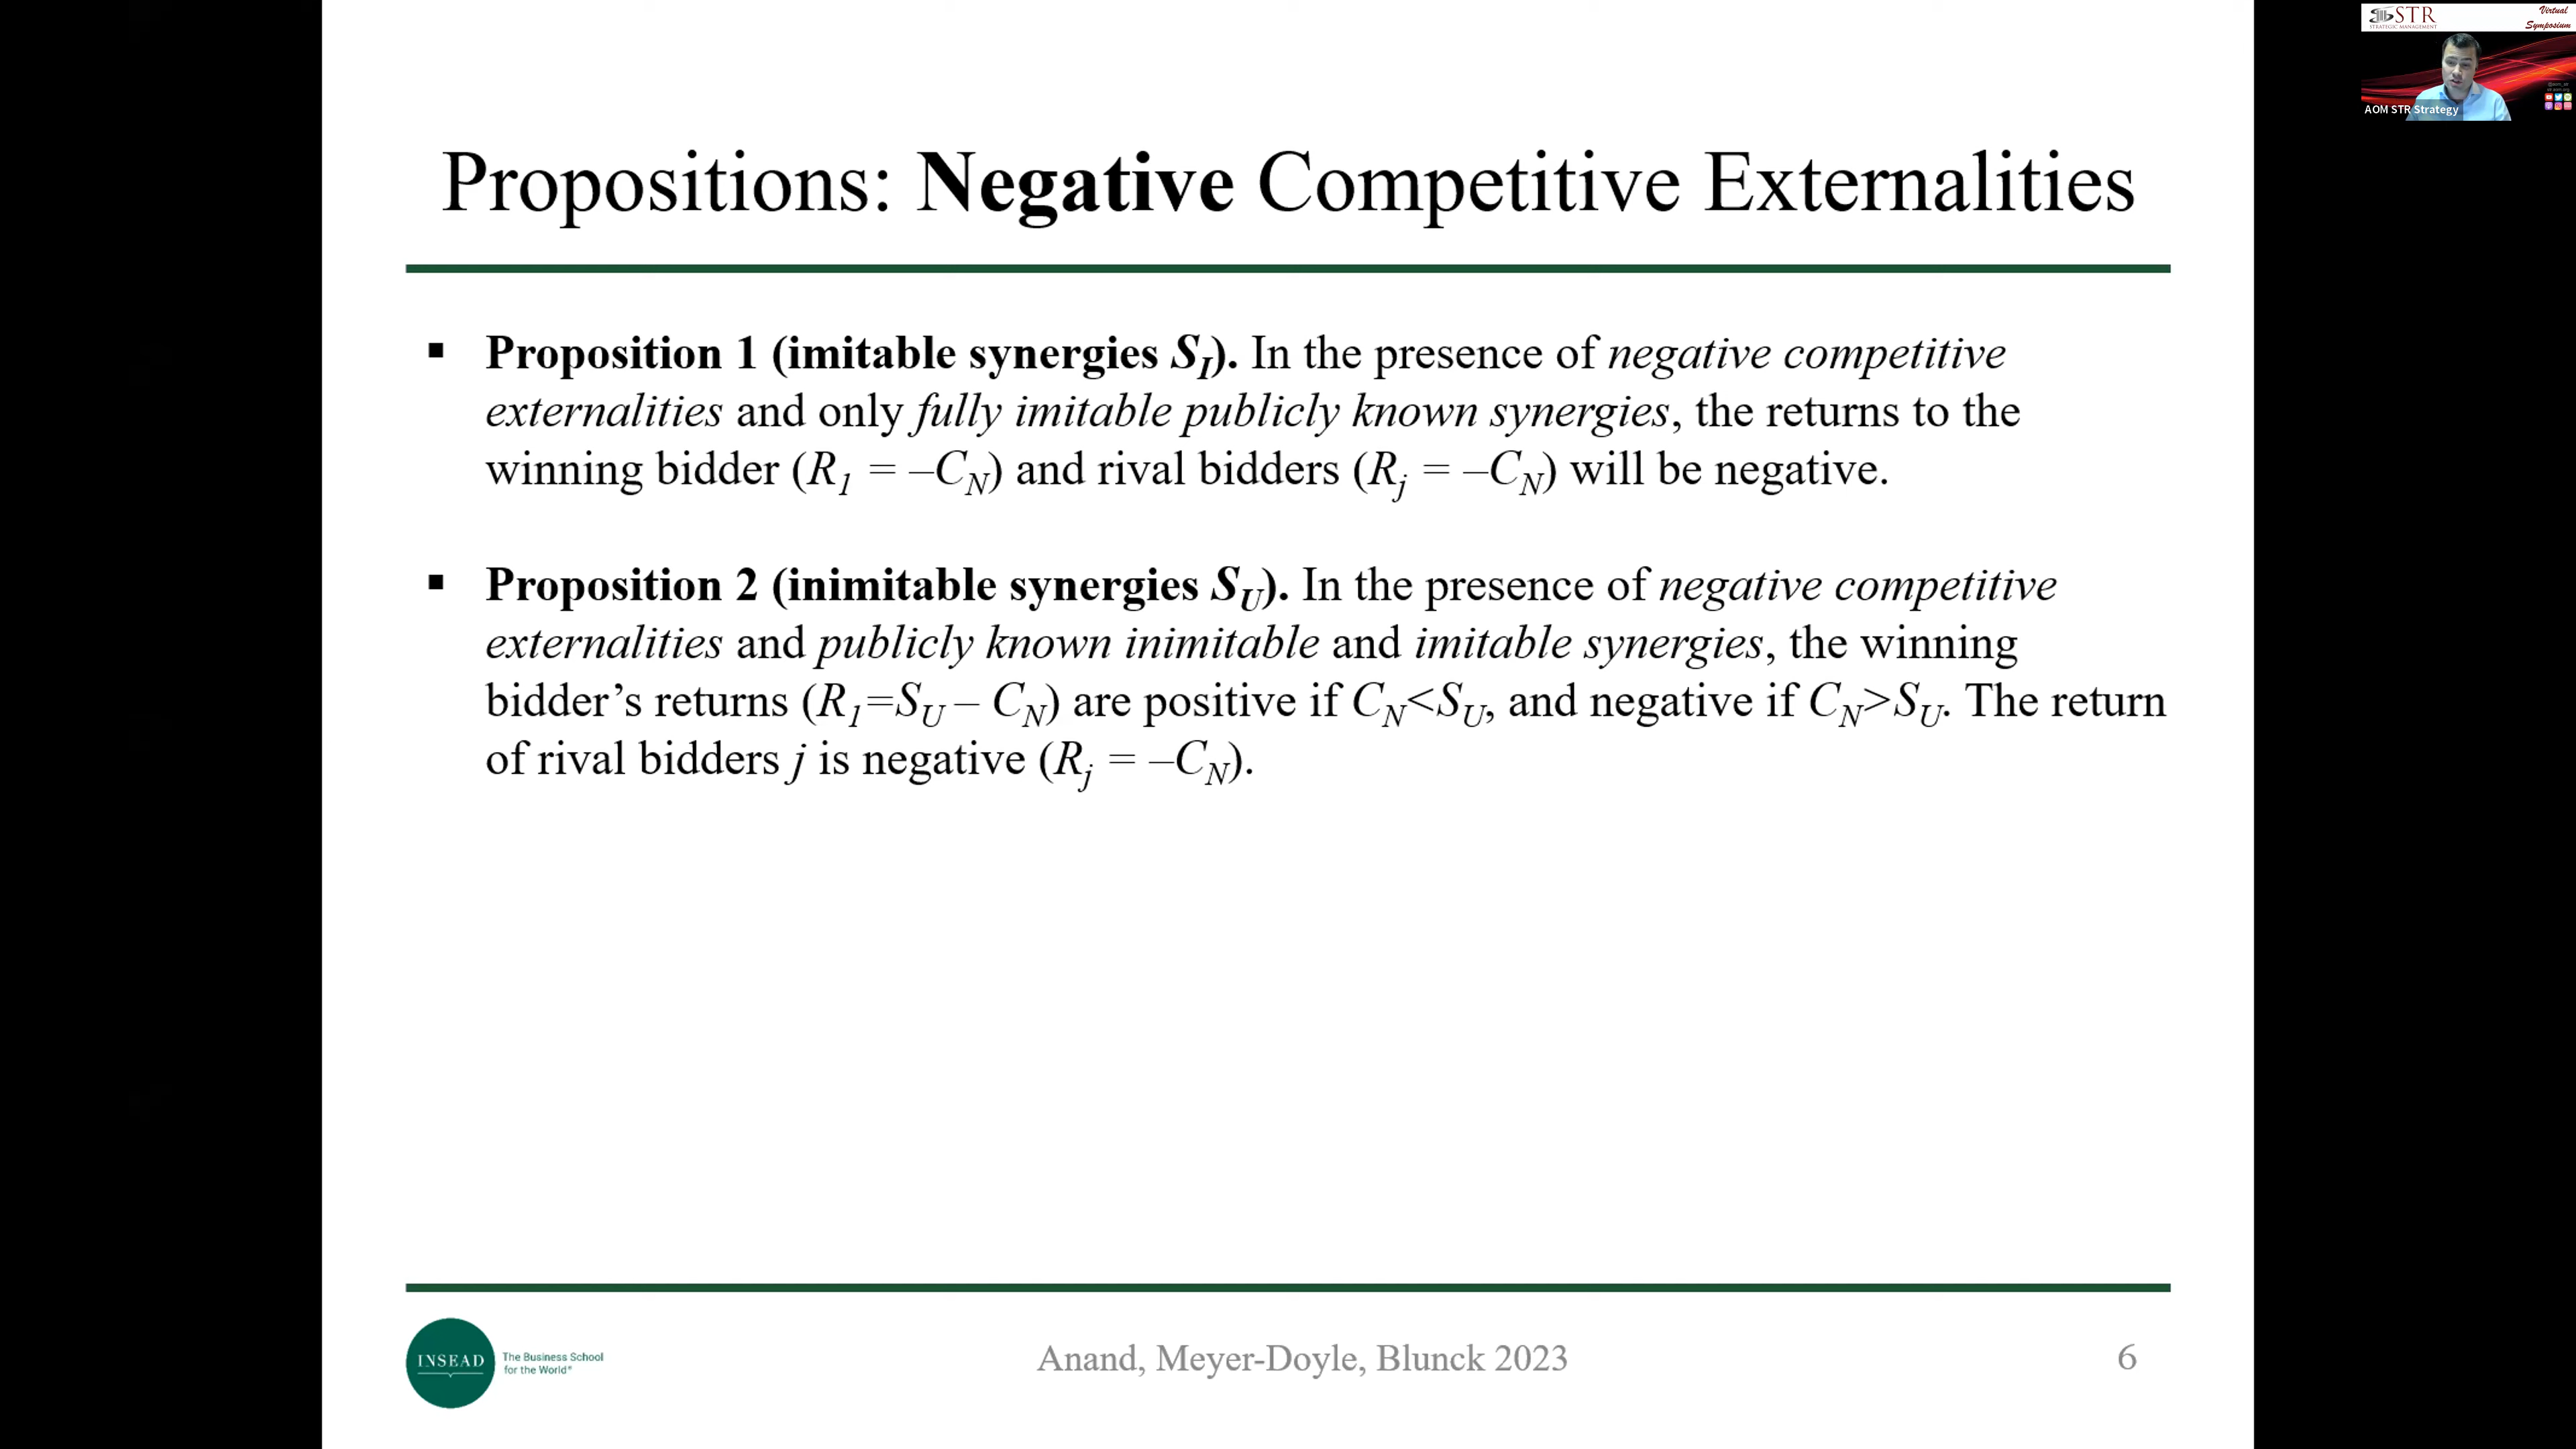 STR
STRATEGIC MANAGEMENT
Virtual
Symposium
AOM STR Strategy
Propositions: Negative Competitive Externalities
▪ Proposition 1 (imitable synergies S_I). In the presence of negative competitive
externalities and only fully imitable publicly known synergies, the returns to the
winning bidder (R_1 = –C_N) and rival bidders (R_j = –C_N) will be negative.
▪ Proposition 2 (inimitable synergies S_U). In the presence of negative competitive
externalities and publicly known inimitable and imitable synergies, the winning
bidder’s returns (R_1=S_U – C_N) are positive if C_N<S_U, and negative if C_N>S_U. The return
of rival bidders j is negative (R_j = –C_N).
INSEAD
The Business School
for the World®
Anand, Meyer-Doyle, Blunck 2023
6